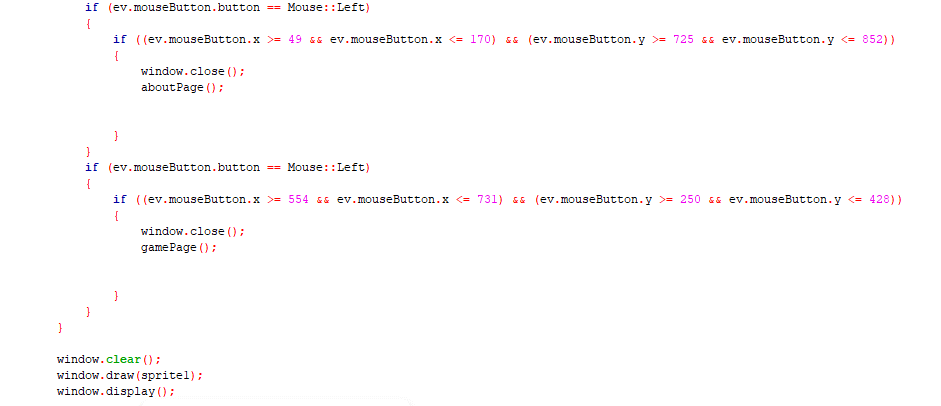 if (ev.mouseButton.button == Mouse::Left)
{
if ((ev.mouseButton.x >= 49 && ev.mouseButton.x <= 170) && (ev.mouseButton.y >= 725 && ev.mouseButton.y <= 852))
{
window.close();
aboutPage();
}
}
if (ev.mouseButton.button == Mouse::Left)
{
if ((ev.mouseButton.x >= 554 && ev.mouseButton.x <= 731) && (ev.mouseButton.y >= 250 && ev.mouseButton.y <= 428))
{
window.close();
gamePage();
}
}
}
window.clear();
window.draw(sprite1);
window.display();